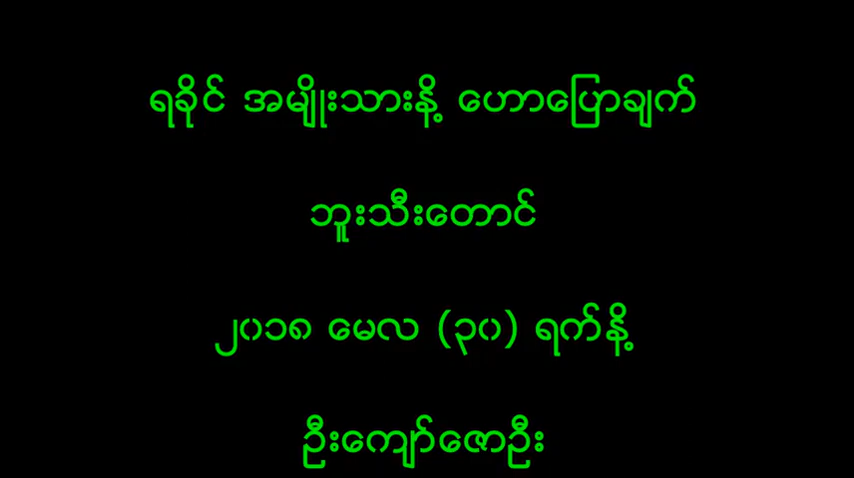 ရခိုင် အမျိုးသားနိ့ ဟောပြောချက်
ဘူးသီးတောင်
၂၀၁၈ မေလ (၃၀) ရက်နိ့
ဦးကျော်ဇောဦး